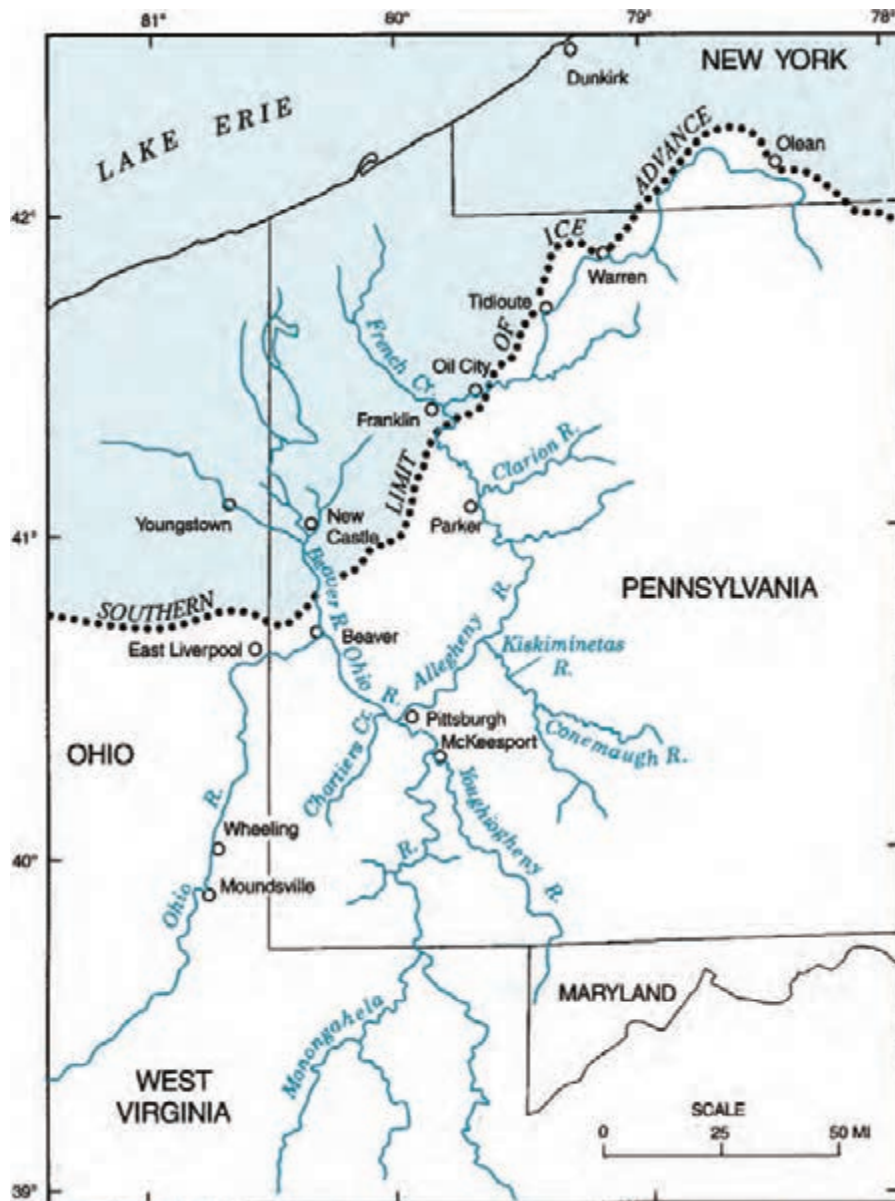 81°
80°
79°
78°
NEW YORK
Dunkirk
LAKE ERIE
Olean
42°
SOUTHERN LIMIT OF ICE ADVANCE
Warren
Tidioute
French Cr.
Oil City
Franklin
Clarion R.
Youngstown
New
Castle
Parker
41°
Beaver R.
PENNSYLVANIA
Beaver
East Liverpool
Ohio R.
Allegheny R.
Kiskiminetas
R.
Pittsburgh
McKeesport
Conemaugh R.
OHIO
Chartiers Cr.
Youghiogheny R.
Wheeling
40°
Moundsville
Ohio R.
MARYLAND
Monongahela R.
WEST
VIRGINIA
SCALE
0 25 50 MI
39°